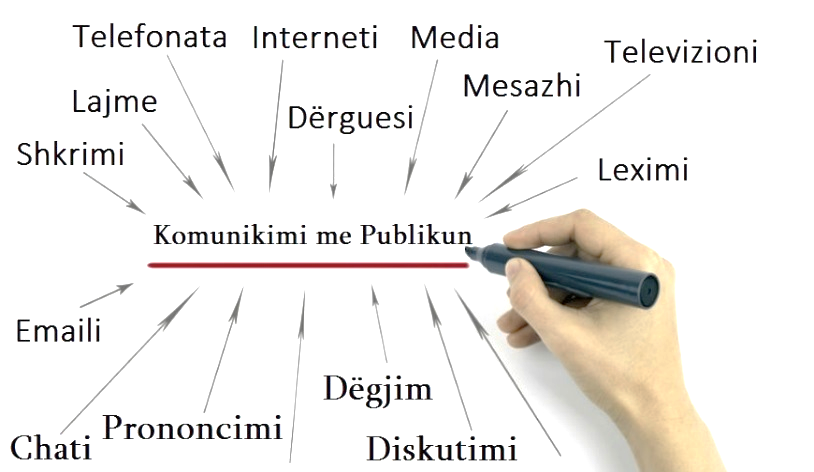 Telefonata Interneti Media
Televizioni
Mesazhi
Lajme
Dërguesi
Shkrimi
Leximi
Komunikimi me Publikun
Emaili
Dëgjim
Prononcimi
Chati
Diskutimi